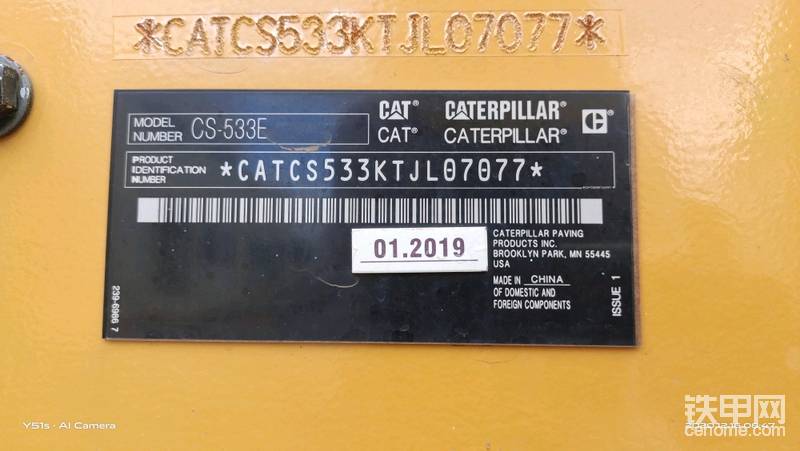 *CATCS533KTJL07077*
MODEL NUMBER CS-533E
CAT® CATERPILLAR®
CAT® CATERPILLAR®
PRODUCT IDENTIFICATION NUMBER *CATCS533KTJL07077*
01.2019
CATERPILLAR PAVING
PRODUCTS INC.
BROOKLYN PARK, MN 55445
USA
MADE IN CHINA
OF DOMESTIC AND
FOREIGN COMPONENTS
ISSUE 1
239-6966 7
Y51s · AI Camera
铁甲网
cehome.com